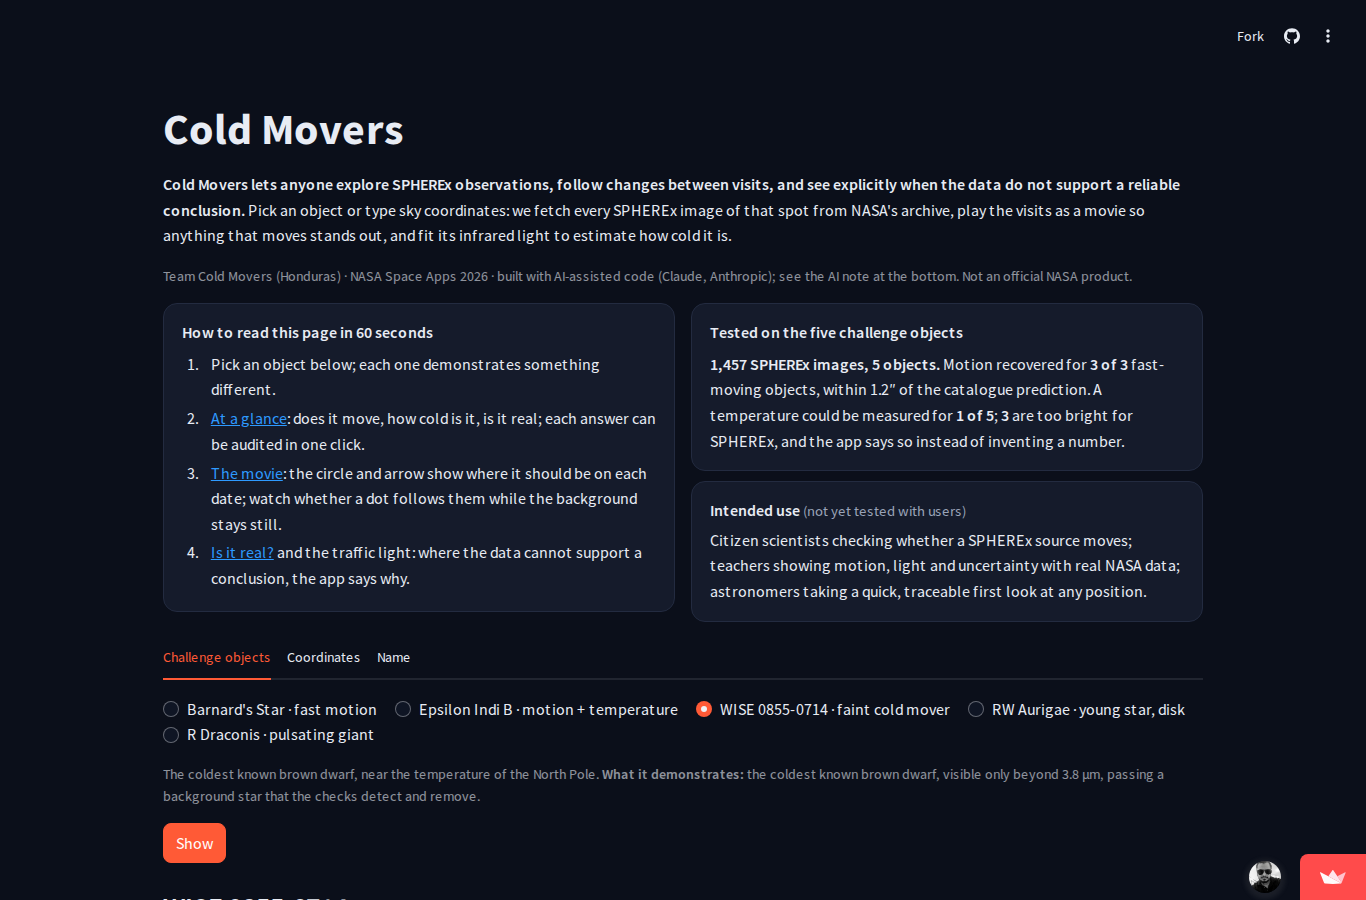 Fork
Cold Movers
Cold Movers lets anyone explore SPHEREx observations, follow changes between visits, and see explicitly when the data do not support a reliable
conclusion. Pick an object or type sky coordinates: we fetch every SPHEREx image of that spot from NASA's archive, play the visits as a movie so
anything that moves stands out, and fit its infrared light to estimate how cold it is.
Team Cold Movers (Honduras) · NASA Space Apps 2026 · built with AI-assisted code (Claude, Anthropic); see the AI note at the bottom. Not an official NASA product.
How to read this page in 60 seconds
1. Pick an object below; each one demonstrates something
different.
2. At a glance: does it move, how cold is it, is it real; each answer can
be audited in one click.
3. The movie: the circle and arrow show where it should be on each
date; watch whether a dot follows them while the background
stays still.
4. Is it real? and the traffic light: where the data cannot support a
conclusion, the app says why.
Tested on the five challenge objects
1,457 SPHEREx images, 5 objects. Motion recovered for 3 of 3 fast-
moving objects, within 1.2″ of the catalogue prediction. A
temperature could be measured for 1 of 5; 3 are too bright for
SPHEREx, and the app says so instead of inventing a number.
Intended use (not yet tested with users)
Citizen scientists checking whether a SPHEREx source moves;
teachers showing motion, light and uncertainty with real NASA data;
astronomers taking a quick, traceable first look at any position.
Challenge objects Coordinates Name
Barnard's Star · fast motion Epsilon Indi B · motion + temperature WISE 0855-0714 · faint cold mover RW Aurigae · young star, disk
R Draconis · pulsating giant
The coldest known brown dwarf, near the temperature of the North Pole. What it demonstrates: the coldest known brown dwarf, visible only beyond 3.8 µm, passing a
background star that the checks detect and remove.
Show